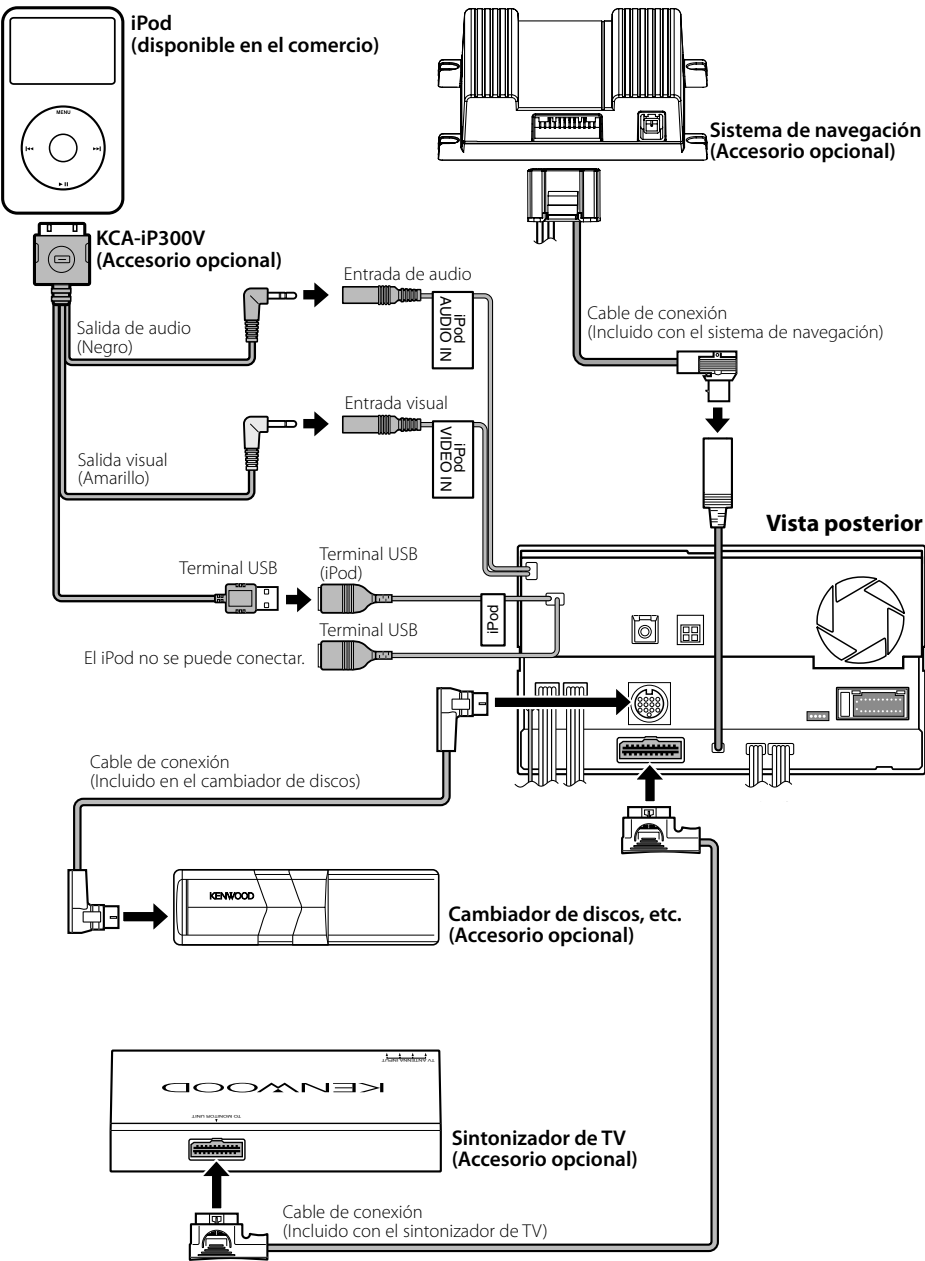 iPod
(disponible en el comercio)
MENU
Sistema de navegación
(Accesorio opcional)
KCA-iP300V
(Accesorio opcional)
Entrada de audio
iPod
AUDIO IN
Salida de audio
(Negro)
Cable de conexión
(Incluido con el sistema de navegación)
Entrada visual
iPod
VIDEO IN
Salida visual
(Amarillo)
Vista posterior
Terminal USB
Terminal USB
(iPod)
iPod
Terminal USB
El iPod no se puede conectar.
Cable de conexión
(Incluido en el cambiador de discos)
KENWOOD
Cambiador de discos, etc.
(Accesorio opcional)
TV ANTENNA INPUT
KENWOOD
TO MONITOR UNIT
Sintonizador de TV
(Accesorio opcional)
Cable de conexión
(Incluido con el sintonizador de TV)